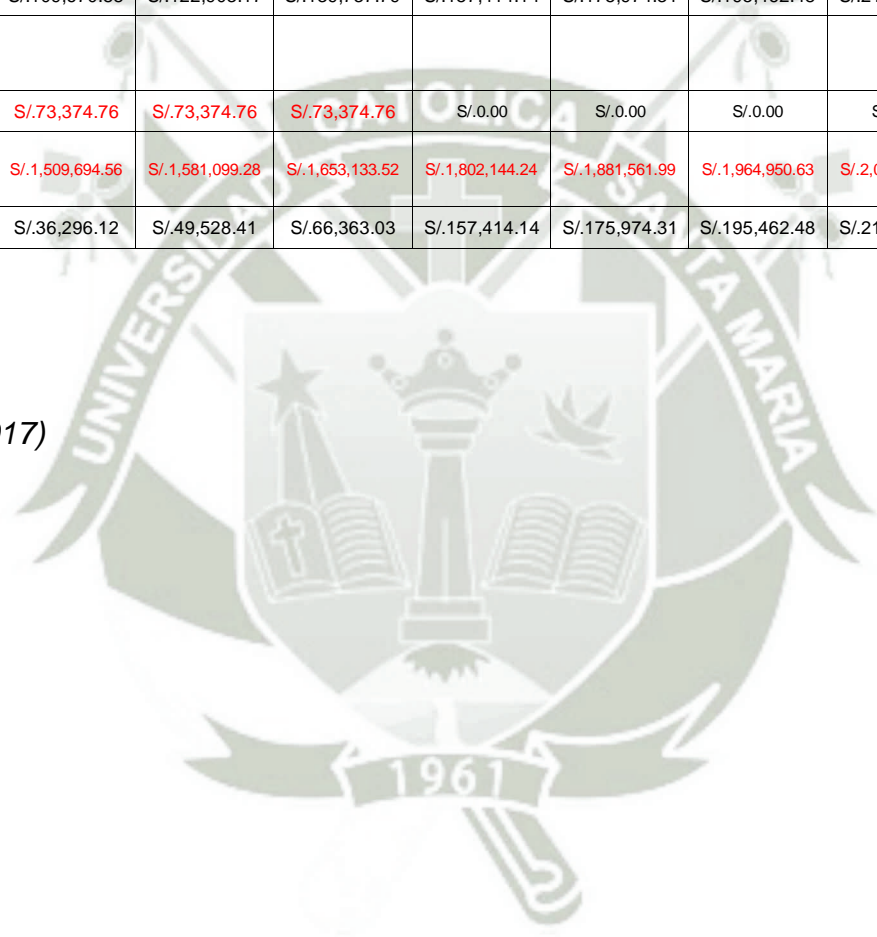 S/.73,374.76 S/.73,374.76 S/.73,374.76 S/.0.00 S/.0.00 S/.0.00
S/.1,509,694.56 S/.1,581,099.28 S/.1,653,133.52 S/.1,802,144.24 S/.1,881,561.99 S/.1,964,950.63
S/.36,296.12 S/.49,528.41 S/.66,363.03 S/.157,414.14 S/.175,974.31 S/.195,462.48
17)
UNIVERSIDAD CATOLICA SANTA MARIA
1961